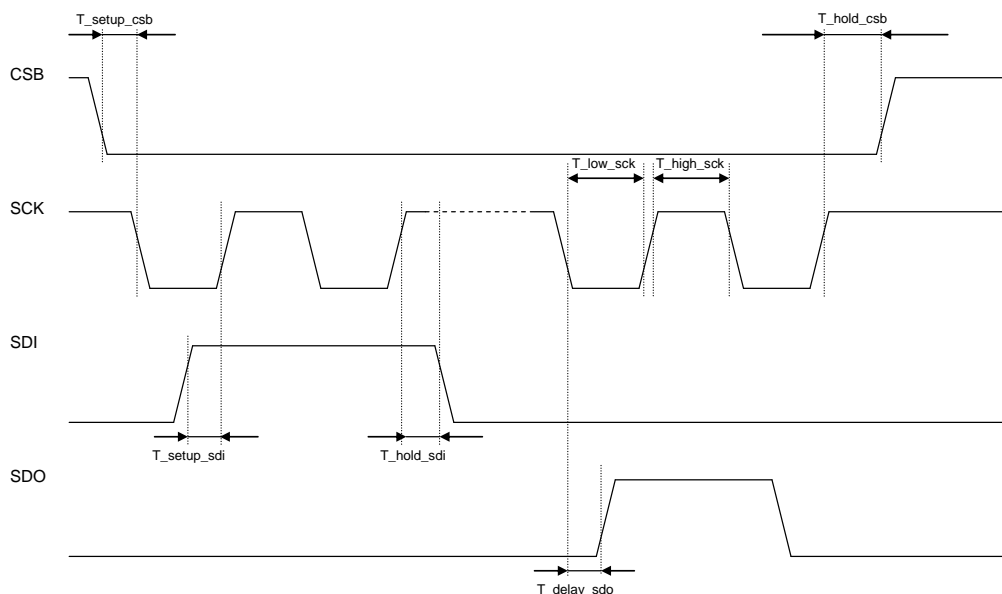 T_setup_csb
T_hold_csb
CSB
T_low_sck
T_high_sck
SCK
SDI
T_setup_sdi
T_hold_sdi
SDO
T_delay_sdo